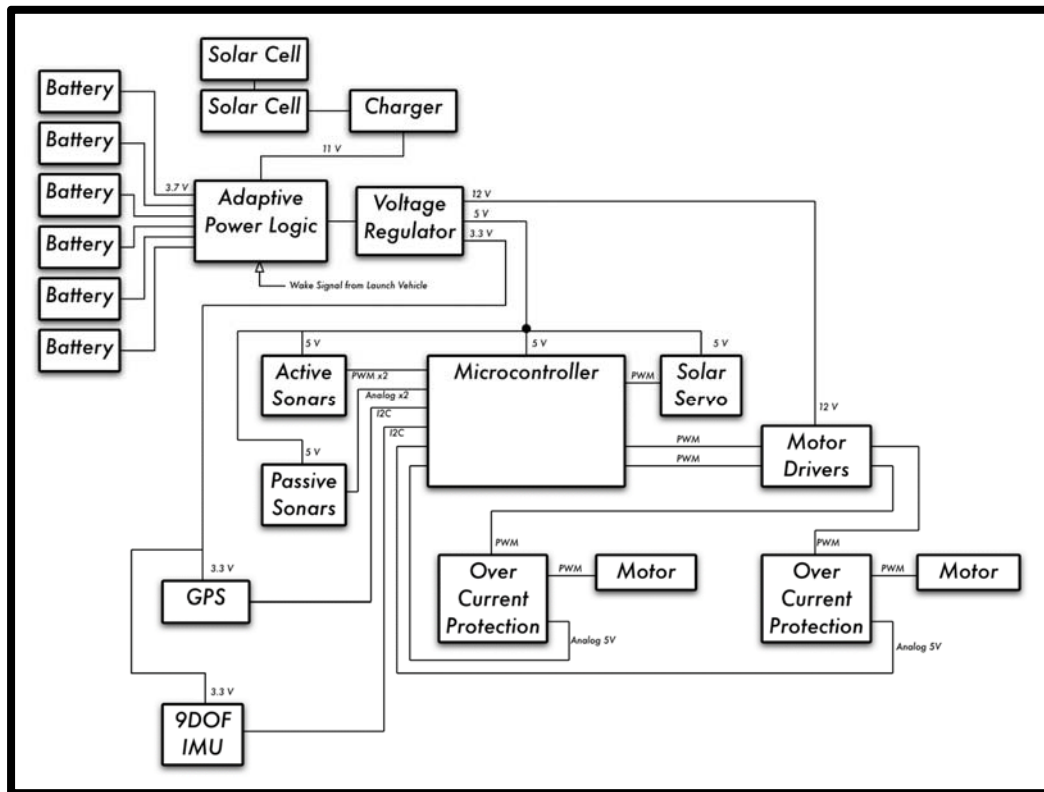 Solar Cell
Battery
Solar Cell
Charger
Battery
11 V
Battery
3.7 V
Adaptive
Power Logic
Voltage
Regulator
12 V
5 V
3.3 V
Battery
Battery
Wake Signal from Launch Vehicle
Battery
5 V
5 V
5 V
Active
Sonars
PWM x2
Analog x2
I2C
I2C
Microcontroller
PWM
Solar
Servo
12 V
5 V
Passive
Sonars
PWM
PWM
Motor
Drivers
PWM
PWM
3.3 V
GPS
Over
Current
Protection
PWM
Motor
Over
Current
Protection
PWM
Motor
Analog 5V
Analog 5V
3.3 V
9DOF
IMU